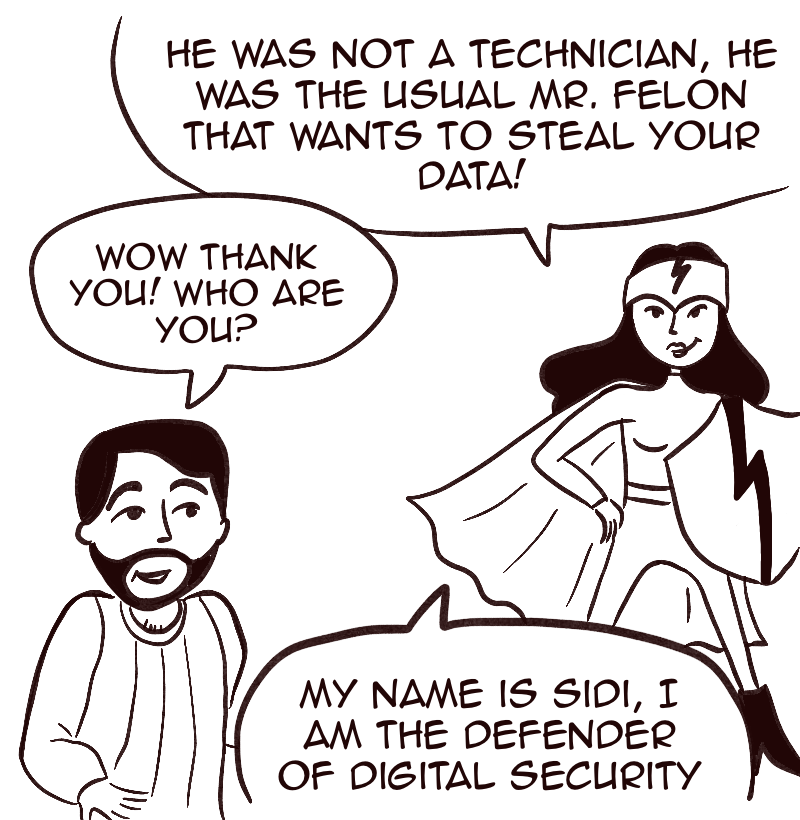 HE WAS NOT A TECHNICIAN, HE
WAS THE USUAL MR. FELON
THAT WANTS TO STEAL YOUR
DATA!
WOW THANK
YOU! WHO ARE
YOU?
MY NAME IS SIDI, I
AM THE DEFENDER
OF DIGITAL SECURITY